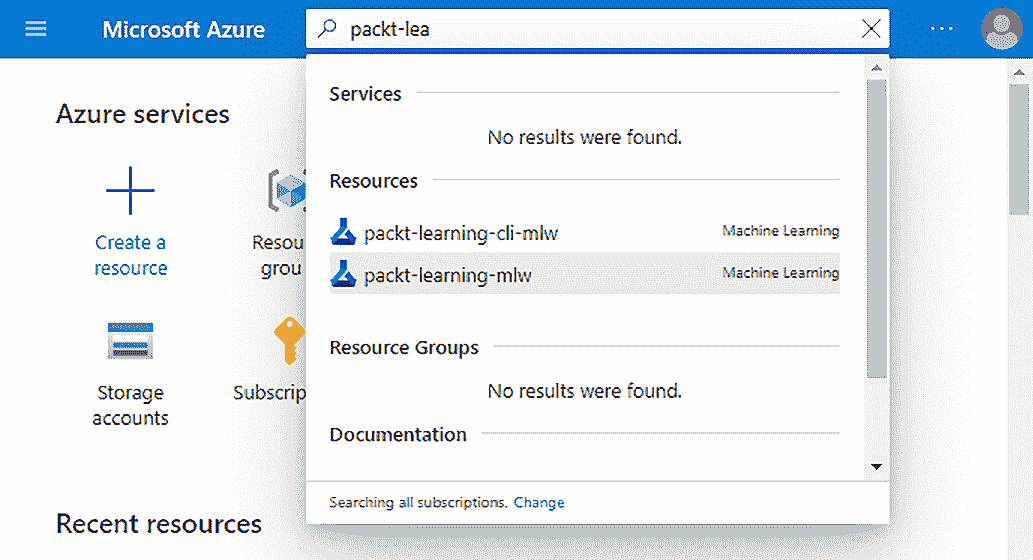 Microsoft Azure
packt-lea
Azure services
Create a
resource
Resou
grou
Storage
accounts
Subscrip
Recent resources
Services
No results were found.
Resources
packt-learning-cli-mlw Machine Learning
packt-learning-mlw Machine Learning
Resource Groups
No results were found.
Documentation
Searching all subscriptions. Change